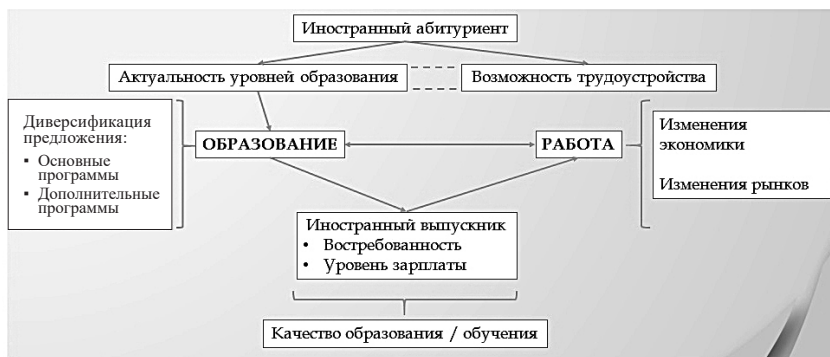 Иностранный абитуриент
Актуальность уровней образования
Возможность трудоустройства
Диверсификация
предложения:
▪ Основные
программы
▪ Дополнительные
программы
ОБРАЗОВАНИЕ
РАБОТА
Изменения
экономики
Изменения рынков
Иностранный выпускник
• Востребованность
• Уровень зарплаты
Качество образования / обучения